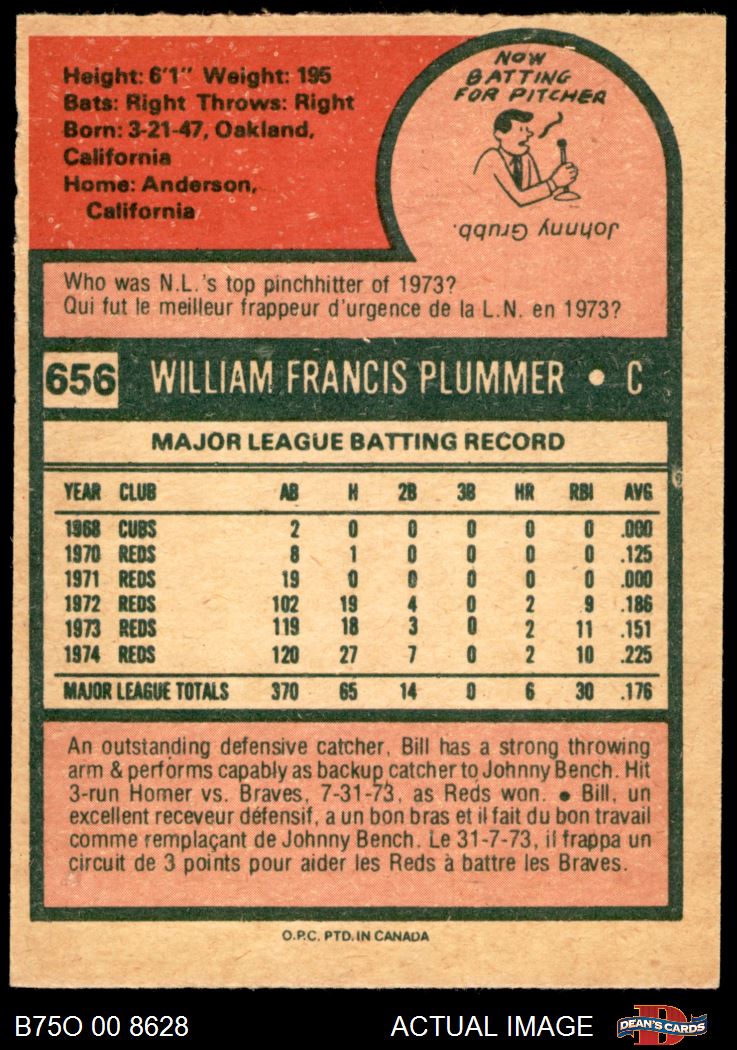 Height: 6'1" Weight: 195
Bats: Right Throws: Right
Born: 3-21-47, Oakland,
California
Home: Anderson,
California
NOW
BATTING
FOR PITCHER
Johnny Grubb.
Who was N.L.'s top pinchhitter of 1973?
Qui fut le meilleur frappeur d'urgence de la L.N. en 1973?
656 WILLIAM FRANCIS PLUMMER • C
MAJOR LEAGUE BATTING RECORD
YEAR CLUB AB H 2B 3B HR RBI AVG
1968 CUBS 2 0 0 0 0 0 .000
1970 REDS 8 1 0 0 0 0 .125
1971 REDS 19 0 0 0 0 0 .000
1972 REDS 102 19 4 0 2 9 .186
1973 REDS 119 18 3 0 2 11 .151
1974 REDS 120 27 7 0 2 10 .225
MAJOR LEAGUE TOTALS 370 65 14 0 6 30 .176
An outstanding defensive catcher, Bill has a strong throwing
arm & performs capably as backup catcher to Johnny Bench. Hit
3-run Homer vs. Braves, 7-31-73, as Reds won. • Bill, un
excellent receveur défensif, a un bon bras et il fait du bon travail
comme remplaçant de Johnny Bench. Le 31-7-73, il frappa un
circuit de 3 points pour aider les Reds à battre les Braves.
O.P.C. PTD. IN CANADA
B75O 00 8628 ACTUAL IMAGE DEAN'S CARDS